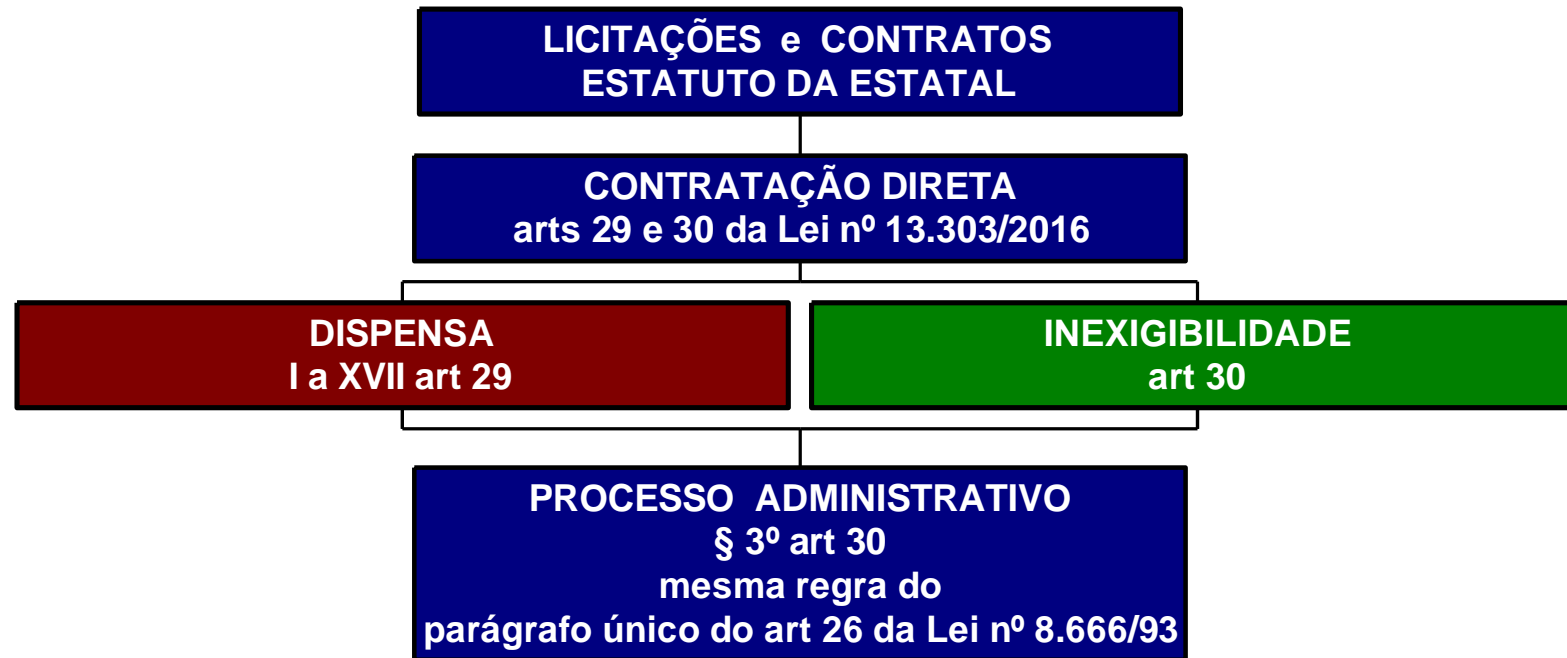 LICITAÇÕES e CONTRATOS
ESTATUTO DA ESTATAL
CONTRATAÇÃO DIRETA
arts 29 e 30 da Lei nº 13.303/2016
DISPENSA
I a XVII art 29
INEXIGIBILIDADE
art 30
PROCESSO ADMINISTRATIVO
§ 3º art 30
mesma regra do
parágrafo único do art 26 da Lei nº 8.666/93